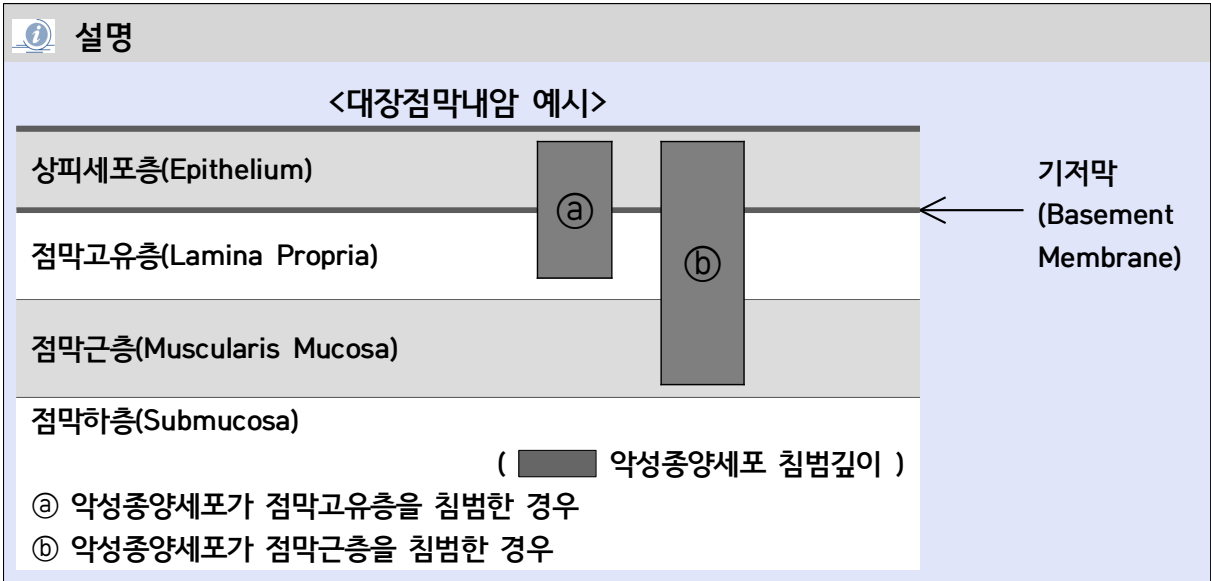 설명
<대장점막내암 예시>
상피세포층(Epithelium)
기저막
(Basement
Membrane)
ⓐ
점막고유층(Lamina Propria)
ⓑ
점막근층(Muscularis Mucosa)
점막하층(Submucosa)
( 악성종양세포 침범깊이 )
ⓐ 악성종양세포가 점막고유층을 침범한 경우
ⓑ 악성종양세포가 점막근층을 침범한 경우